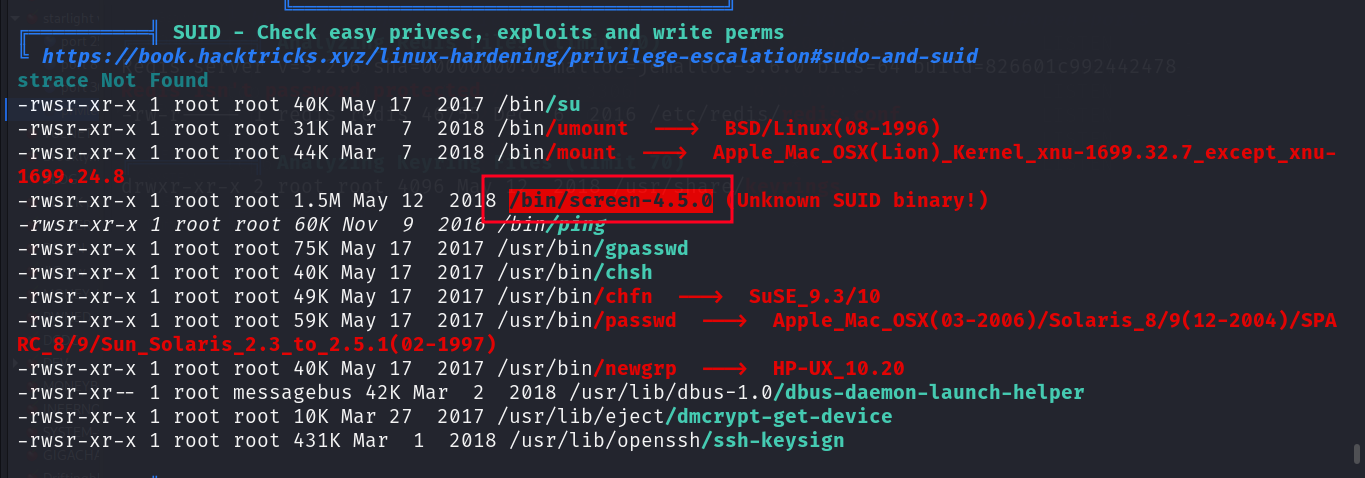 starlight
SUID - Check easy privesc, exploits and write perms
https://book.hacktricks.xyz/linux-hardening/privilege-escalation#sudo-and-suid
strace Not Found
-rwsr-xr-x 1 root root 40K May 17  2017 /bin/su
-rwsr-xr-x 1 root root 31K Mar  7  2018 /bin/umount  --->  BSD/Linux(08-1996)
-rwsr-xr-x 1 root root 44K Mar  7  2018 /bin/mount  --->  Apple_Mac_OSX(Lion)_Kernel_xnu-1699.32.7_except_xnu-
1699.24.8
-rwsr-xr-x 1 root root 1.5M May 12  2018 /bin/screen-4.5.0 (Unknown SUID binary!)
-rwsr-xr-x 1 root root 60K Nov  9  2016 /bin/ping
-rwsr-xr-x 1 root root 75K May 17  2017 /usr/bin/gpasswd
-rwsr-xr-x 1 root root 40K May 17  2017 /usr/bin/chsh
-rwsr-xr-x 1 root root 49K May 17  2017 /usr/bin/chfn  --->  SuSE_9.3/10
-rwsr-xr-x 1 root root 59K May 17  2017 /usr/bin/passwd  --->  Apple_Mac_OSX(03-2006)/Solaris_8/9(12-2004)/SPA
RC_8/9/Sun_Solaris_2.3_to_2.5.1(02-1997)
-rwsr-xr-x 1 root root 40K May 17  2017 /usr/bin/newgrp  --->  HP-UX_10.20
-rwsr-xr-- 1 root messagebus 42K Mar  2  2018 /usr/lib/dbus-1.0/dbus-daemon-launch-helper
-rwsr-xr-x 1 root root 10K Mar 27  2017 /usr/lib/eject/dmcrypt-get-device
-rwsr-xr-x 1 root root 431K Mar  1  2018 /usr/lib/openssh/ssh-keysign